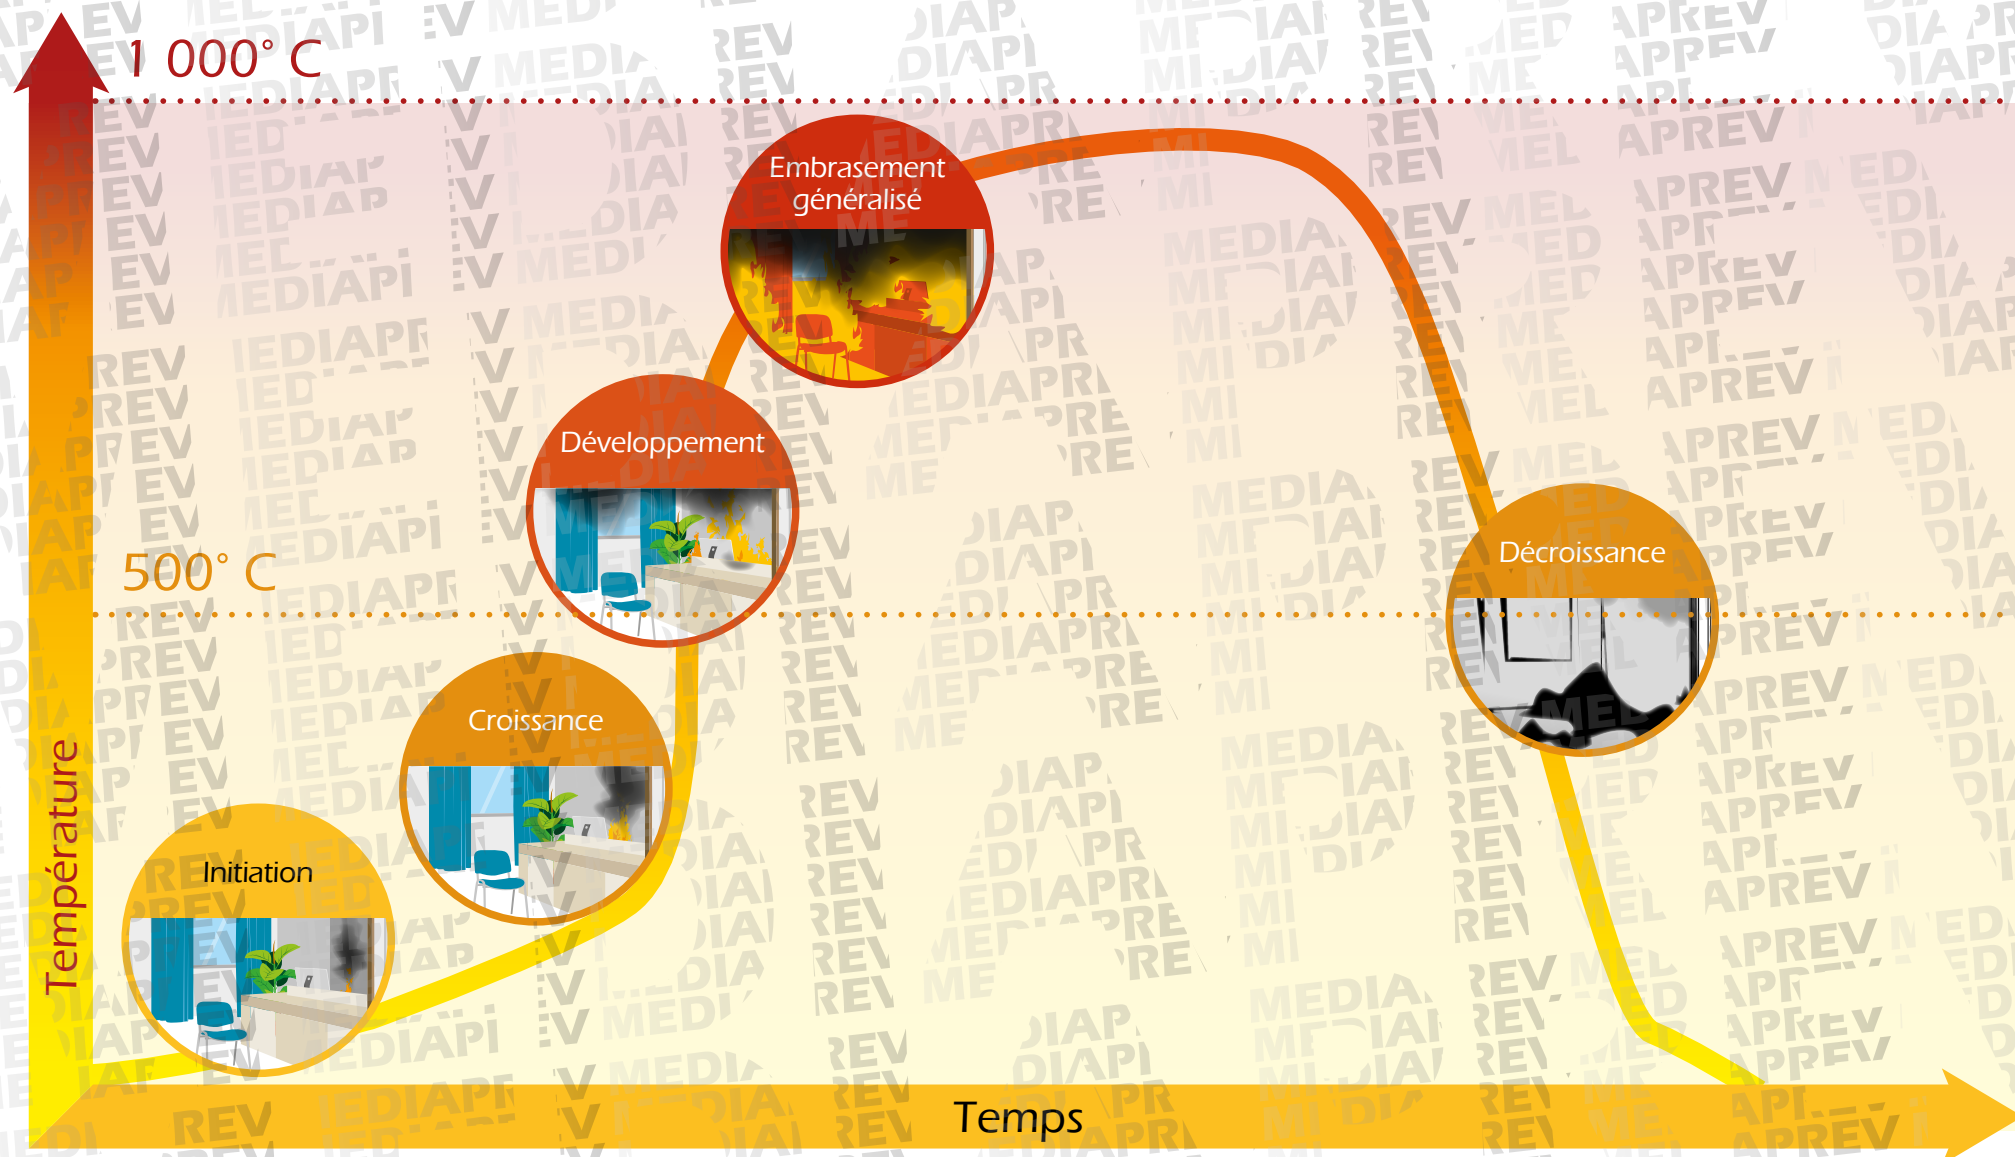 1 000° C
Embrasement
généralisé
Développement
500° C
Décroissance
Croissance
Initiation
Température
Temps